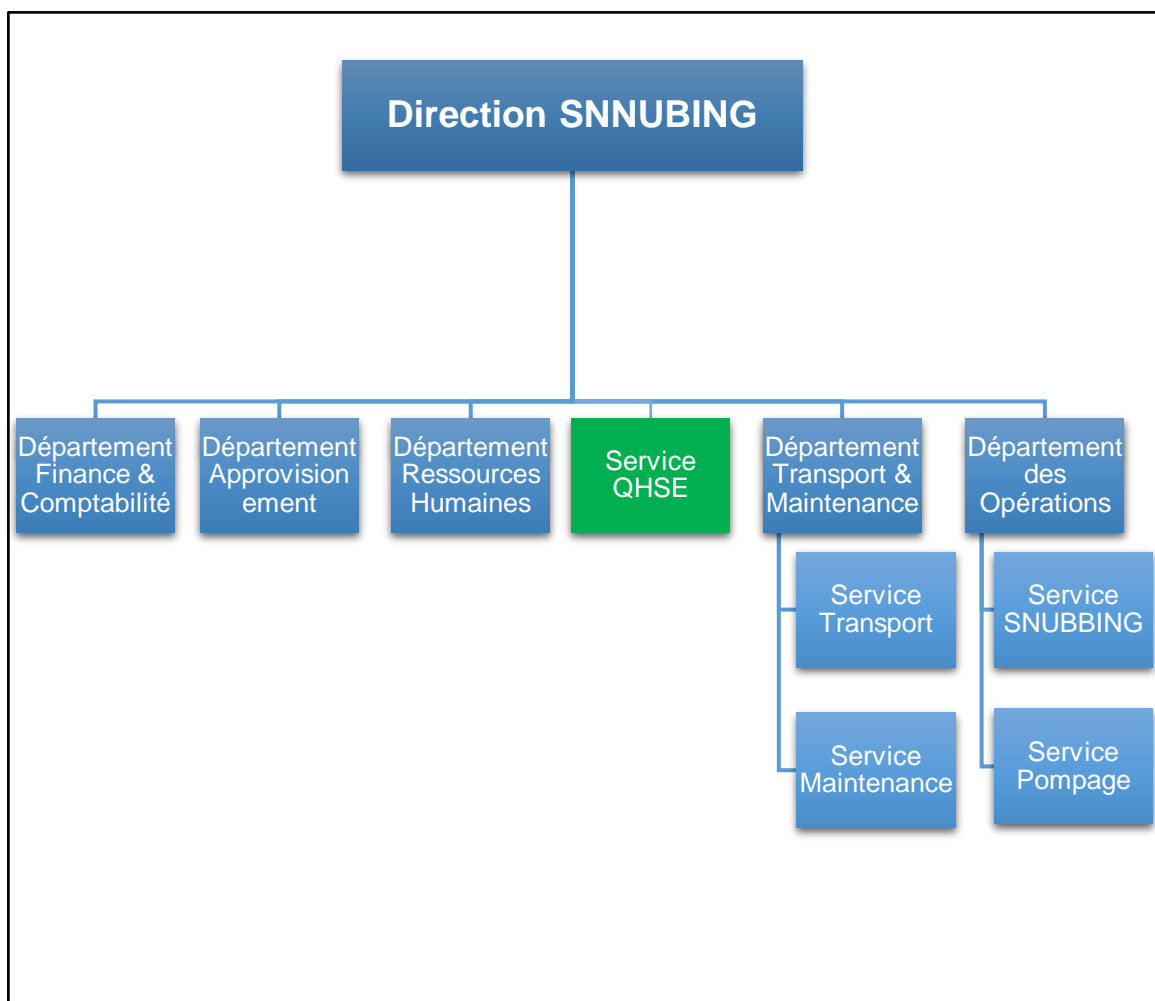 Direction SNNUBING
Département
Finance &
Comptabilité
Département
Approvision
ement
Département
Ressources
Humaines
Service
QHSE
Département
Transport &
Maintenance
Département
des
Opérations
Service
Transport
Service
SNUBBING
Service
Maintenance
Service
Pompage